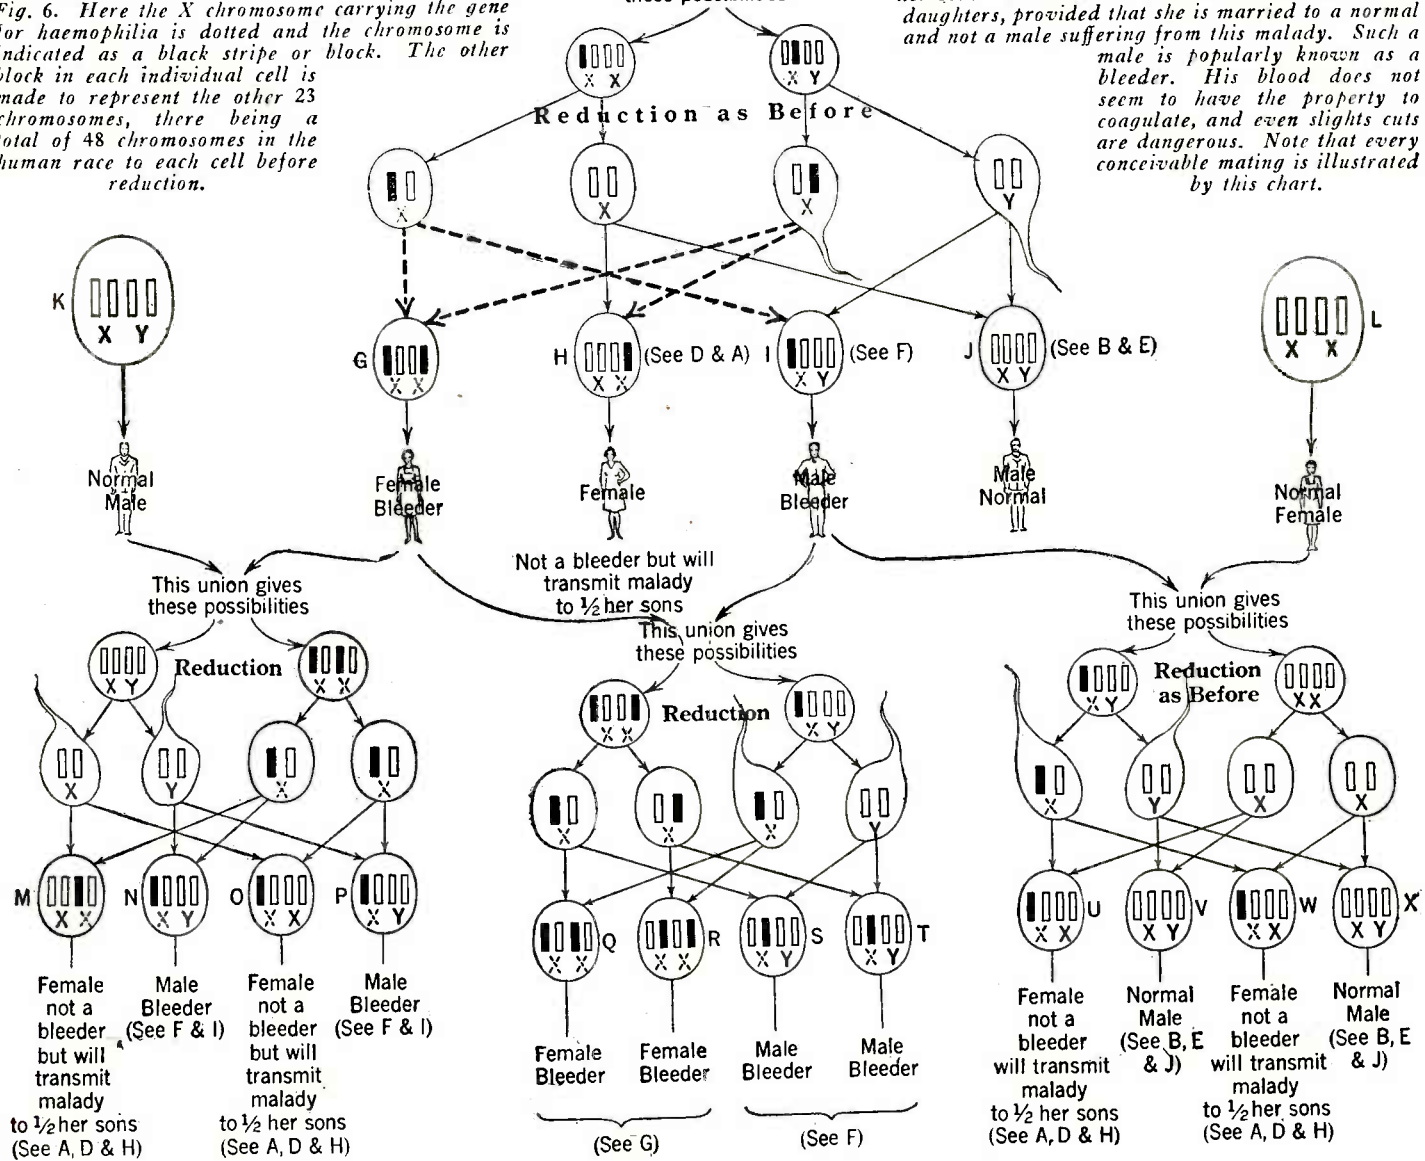 Fig. 6. Here the X chromosome carrying the gene
for haemophilia is dotted and the chromosome is
indicated as a black stripe or block. The other
block in each individual cell is
made to represent the other 23
chromosomes, there being a
total of 48 chromosomes in the
human race to each cell before
reduction.
these possibilities
daughters, provided that she is married to a normal
and not a male suffering from this malady. Such a
male is popularly known as a
bleeder. His blood does not
seem to have the property to
coagulate, and even slights cuts
are dangerous. Note that every
conceivable mating is illustrated
by this chart.
X X
X Y
Reduction as Before
X
X
X
Y
K
X Y
G
X X
H
X X
(See D & A)
I
X Y
(See F)
J
X Y
(See B & E)
L
X X
Normal
Male
Female
Bleeder
Female
Male
Bleeder
Male
Normal
Normal
Female
Not a bleeder but will
transmit malady
to ½ her sons
This union gives
these possibilities
This union gives
these possibilities
This union gives
these possibilities
X Y
Reduction
X X
X X
Reduction
X Y
X Y
Reduction
as Before
X X
X
Y
X
X
X
X
X
Y
X
Y
X
X
M
X X
N
X Y
O
X X
P
X Y
Q
X X
R
X X
S
X Y
T
X Y
U
X X
V
X Y
W
X X
X
X Y
Female
not a
bleeder
but will
transmit
malady
to ½ her sons
(See A, D & H)
Male
Bleeder
(See F & I)
Female
not a
bleeder
but will
transmit
malady
to ½ her sons
(See A, D & H)
Male
Bleeder
(See F & I)
Female
Bleeder
Female
Bleeder
Male
Bleeder
Male
Bleeder
(See G)
(See F)
Female
not a
bleeder
will transmit
malady
to ½ her sons
(See A, D & H)
Normal
Male
(See B, E
& J)
Female
not a
bleeder
will transmit
malady
to ½ her sons
(See A, D & H)
Normal
Male
(See B, E
& J)